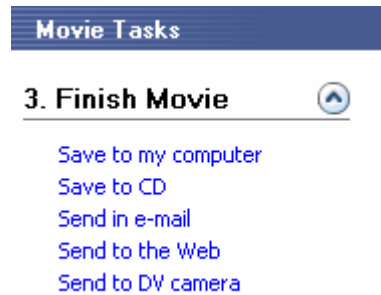 Movie Tasks
3. Finish Movie
Save to my computer
Save to CD
Send in e-mail
Send to the Web
Send to DV camera